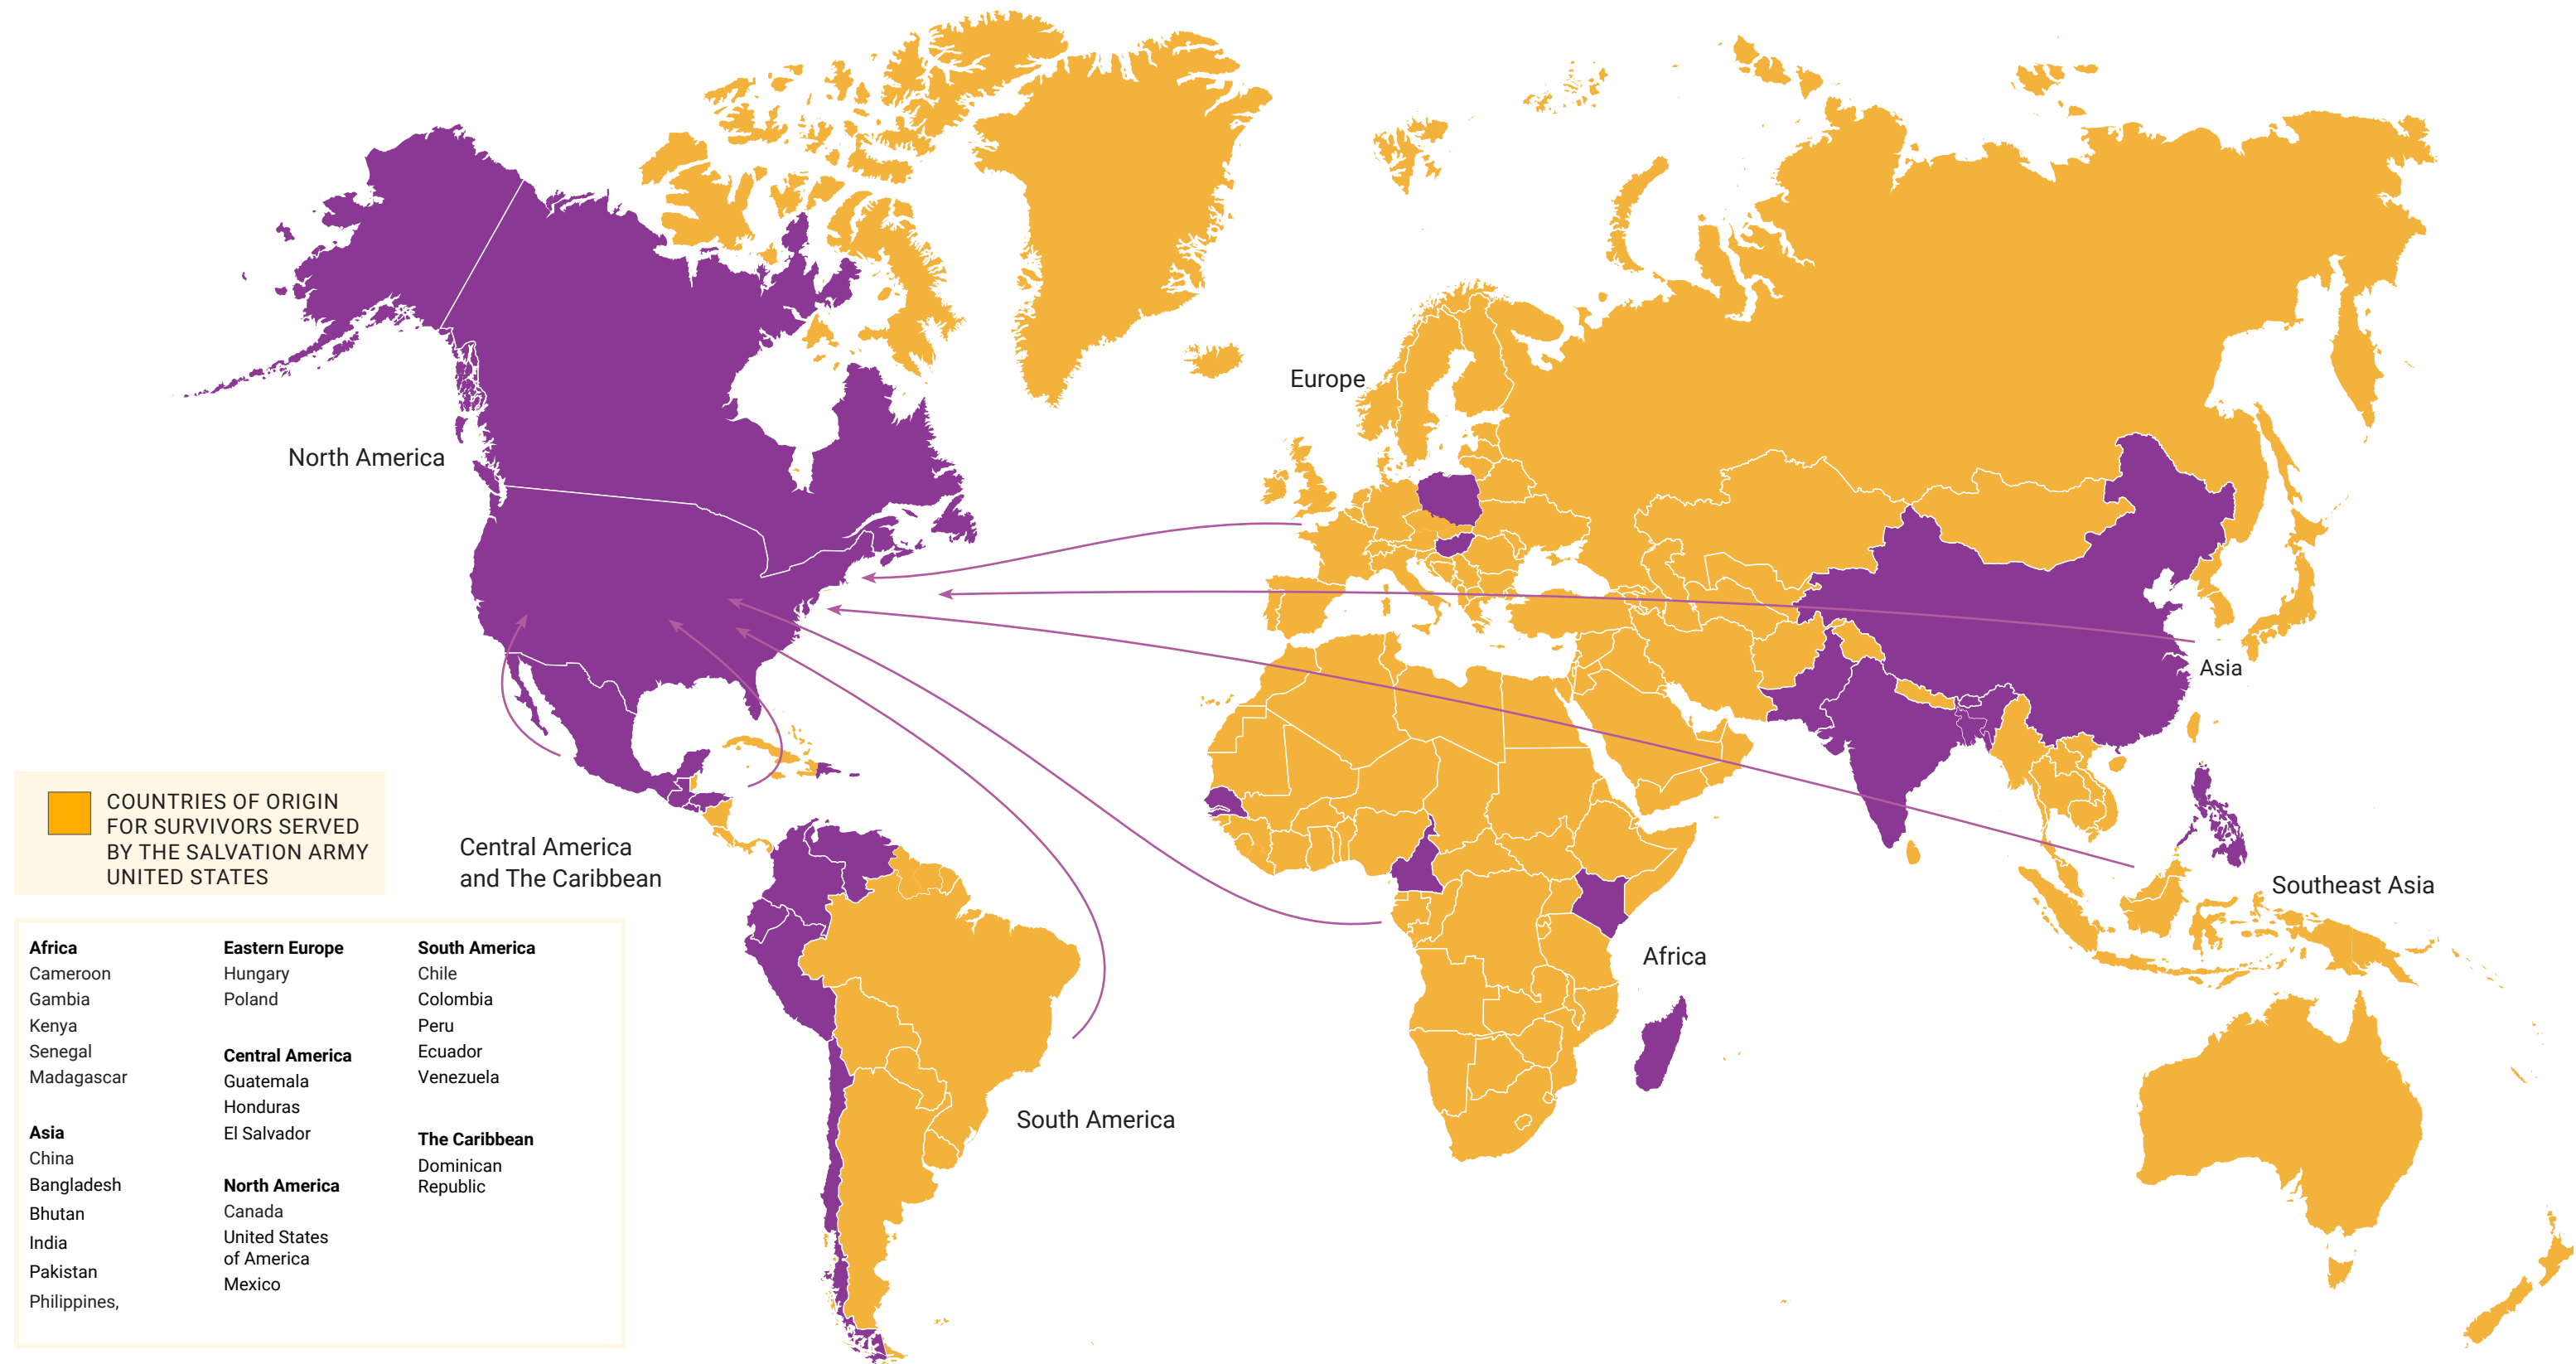 Europe
North America
Asia
COUNTRIES OF ORIGIN
FOR SURVIVORS SERVED
BY THE SALVATION ARMY
UNITED STATES
Central America
and The Caribbean
Southeast Asia
Africa
South America
Africa
Cameroon
Gambia
Kenya
Senegal
Madagascar
Asia
China
Bangladesh
Bhutan
India
Pakistan
Philippines,
Eastern Europe
Hungary
Poland
Central America
Guatemala
Honduras
El Salvador
North America
Canada
United States
of America
Mexico
South America
Chile
Colombia
Peru
Ecuador
Venezuela
The Caribbean
Dominican
Republic